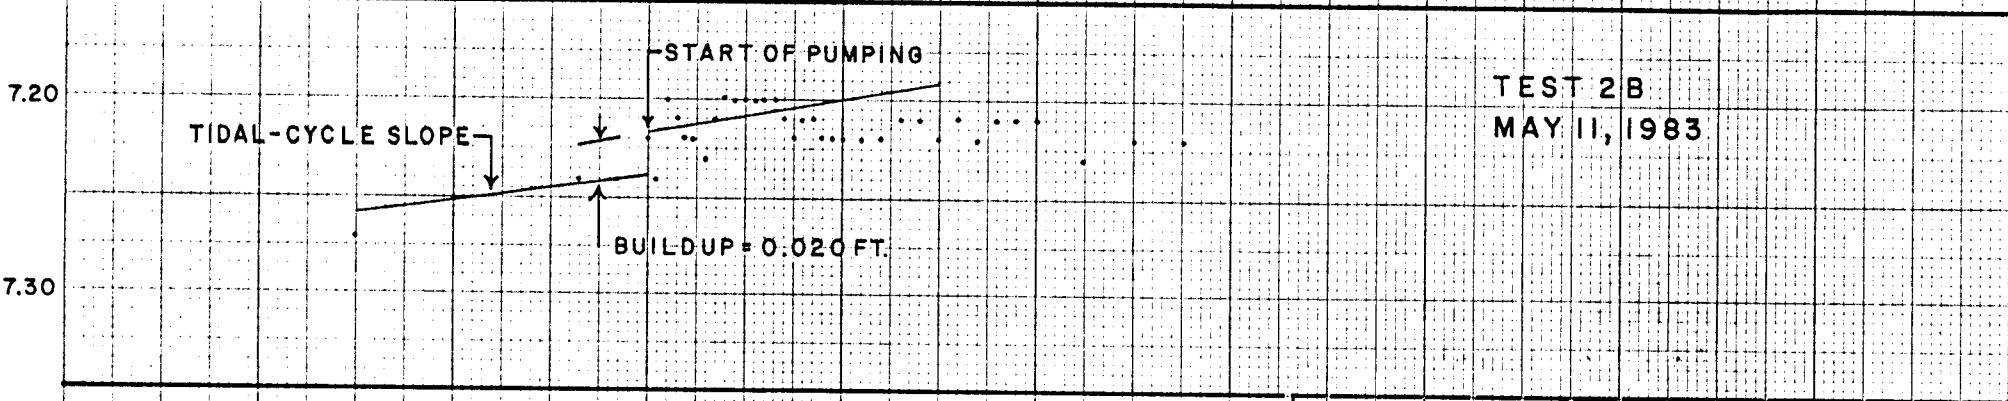 START OF PUMPING
7.20
TEST 2B
TIDAL-CYCLE SLOPE
MAY 11, 1983
BUILDUP = 0.020 FT.
7.30